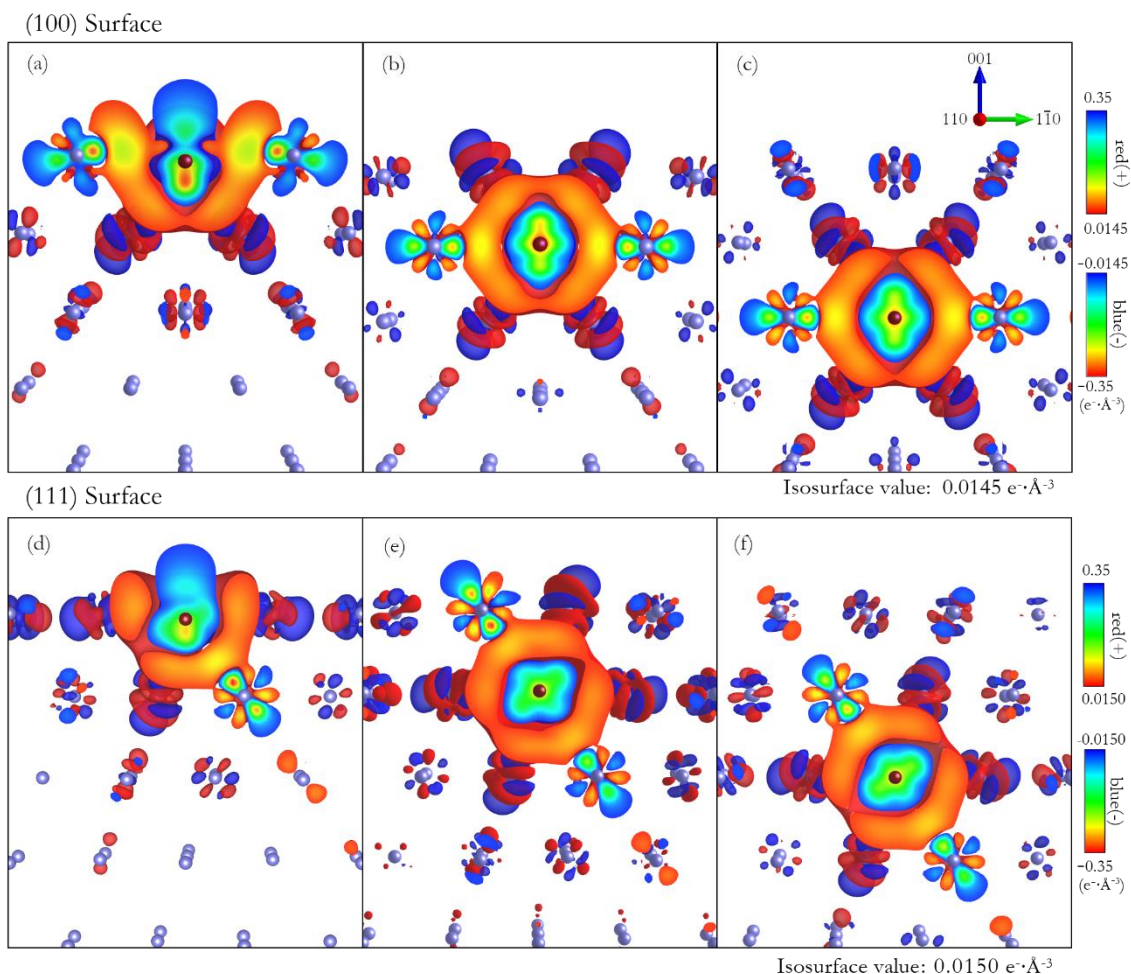 (100) Surface
(a)
(b)
(c)
001
110
1̄10
0.35
red(+)
0.0145
-0.0145
blue(-)
-0.35
(e⁻·Å⁻³)
Isosurface value: 0.0145 e⁻·Å⁻³
(111) Surface
(d)
(e)
(f)
0.35
red(+)
0.0150
-0.0150
blue(-)
-0.35
(e⁻·Å⁻³)
Isosurface value: 0.0150 e⁻·Å⁻³